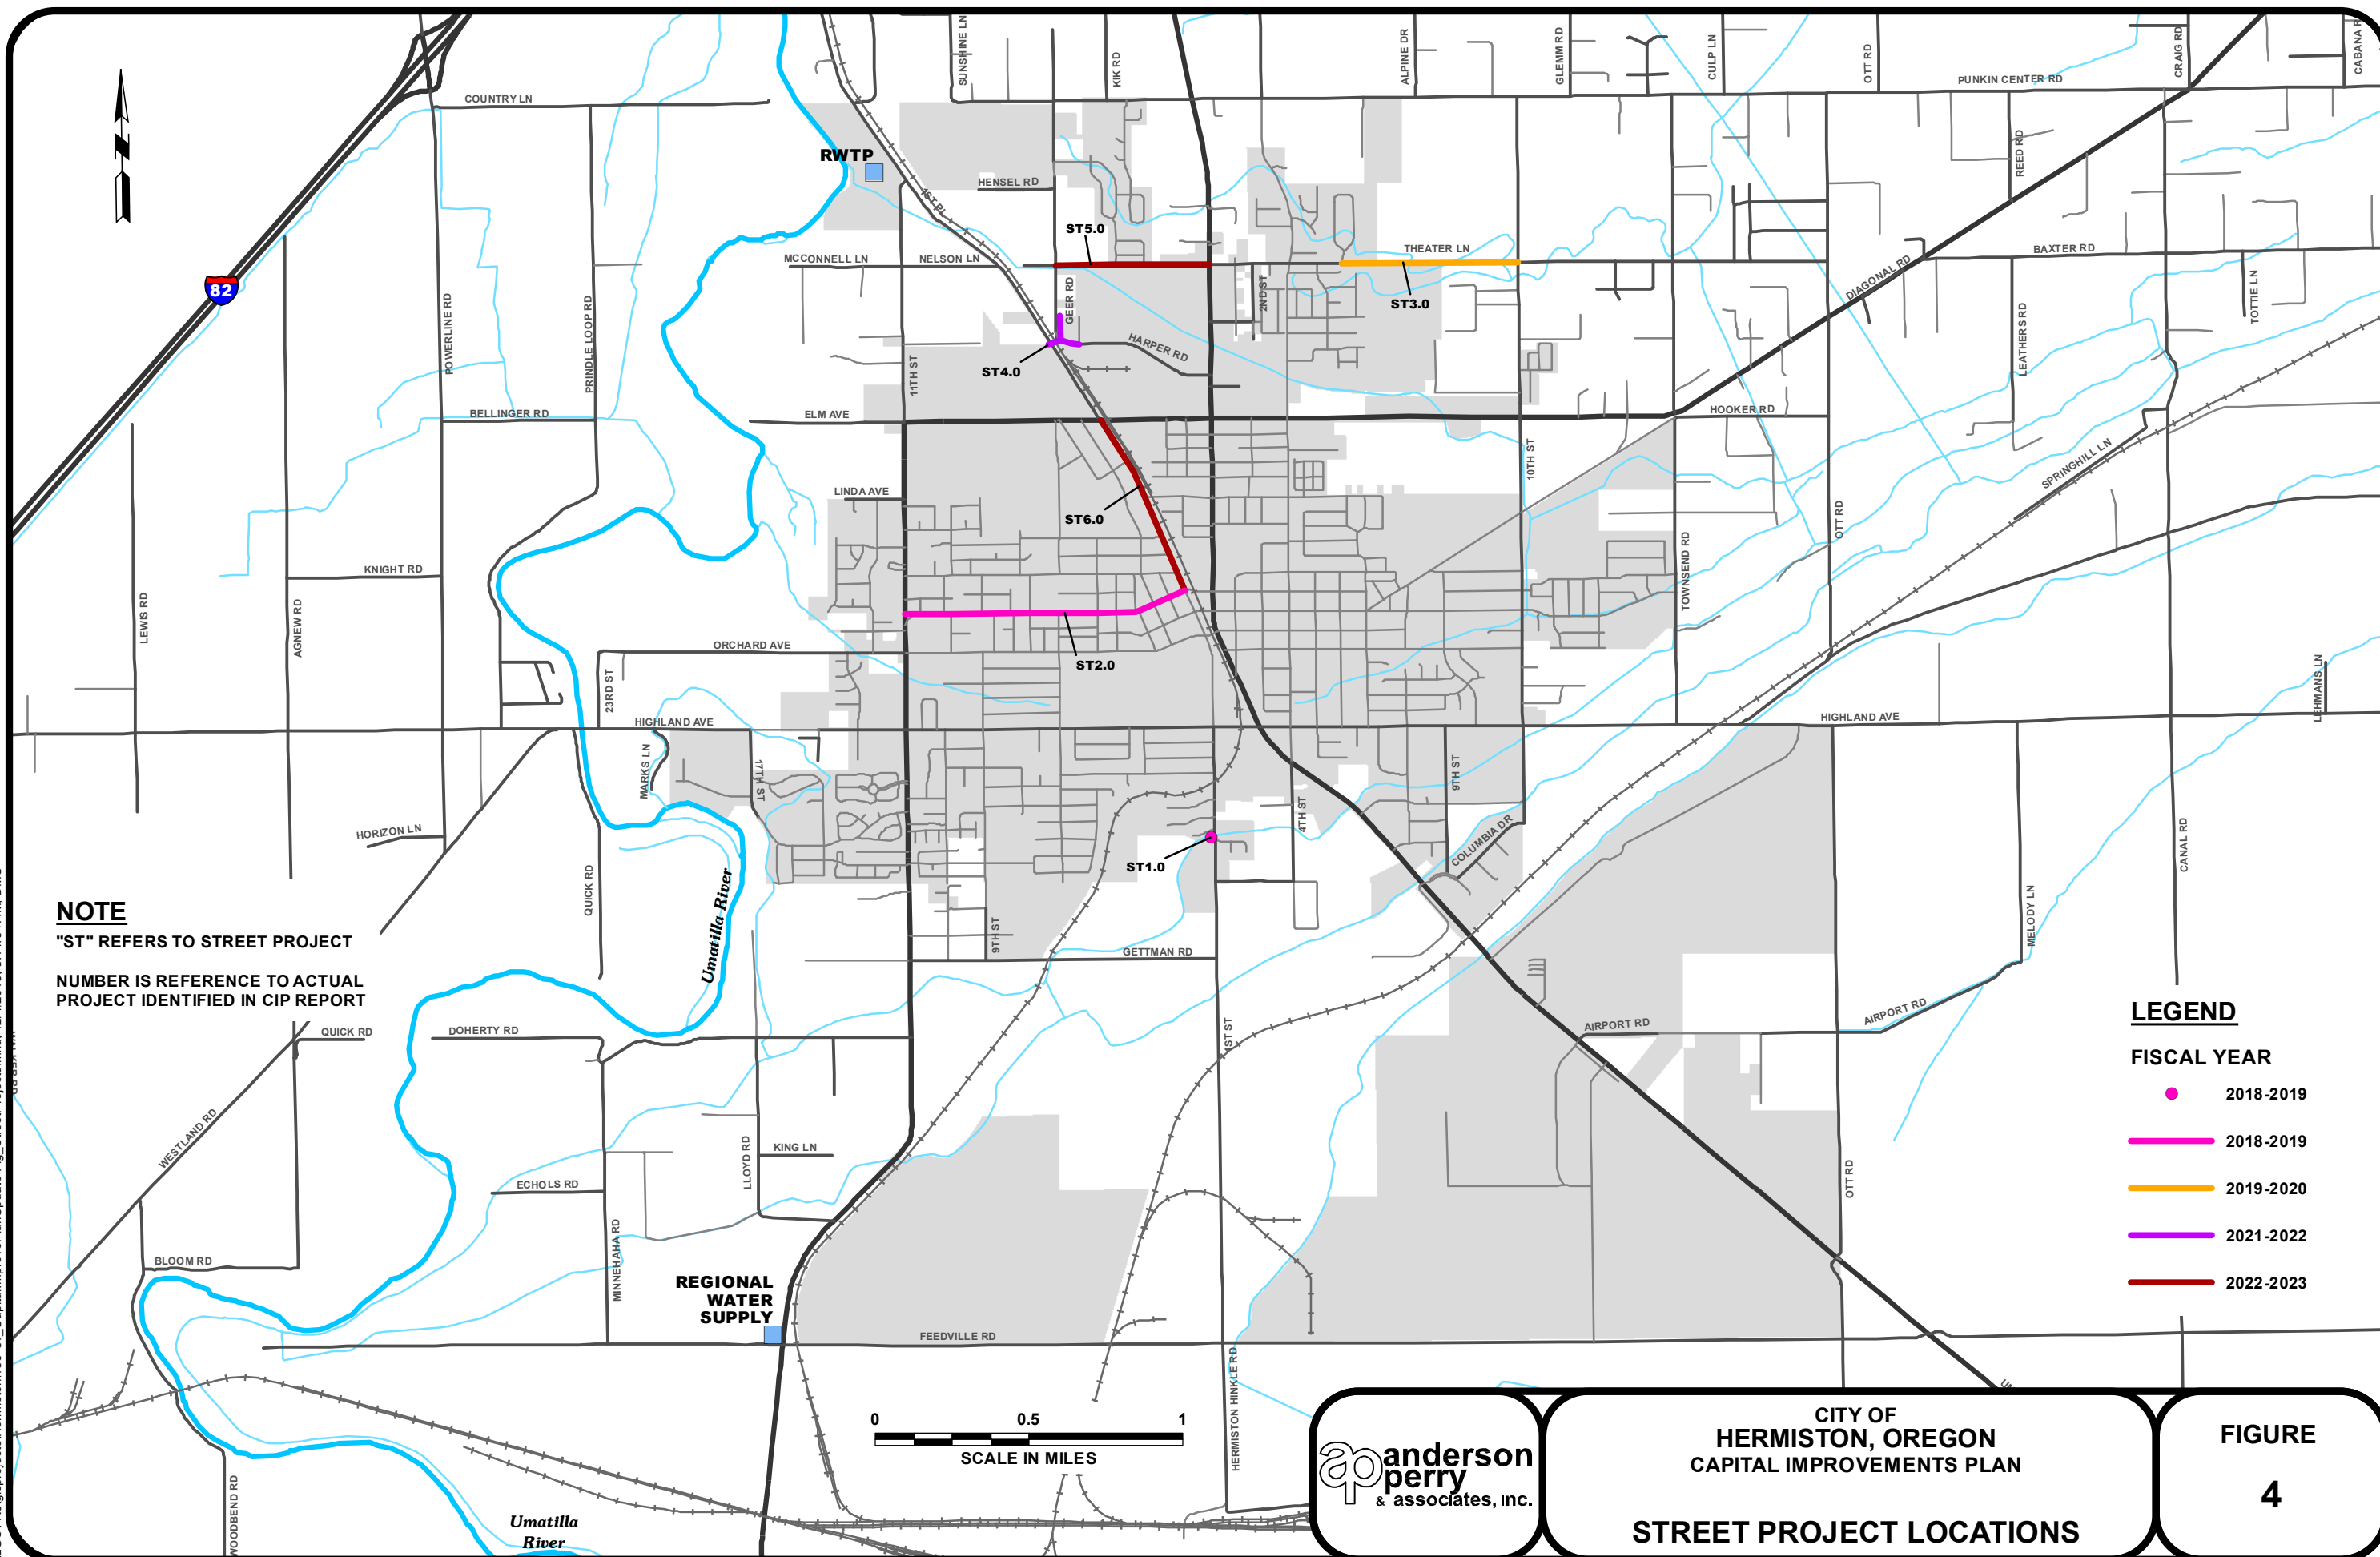 SUNSHINE LN
KIK RD
ALPINE DR
GLEMM RD
CULP LN
OTT RD
CRAIG RD
PUNKIN CENTER RD
COUNTRY LN
RWTP
HENSEL RD
1ST PL
REED RD
ST5.0
THEATER LN
BAXTER RD
MCCONNELL LN
NELSON LN
82
GEER RD
2ND ST
ST3.0
DIAGONAL RD
TOTTIE LN
POWERLINE RD
PRINDLE LOOP RD
HARPER RD
LEATHERS RD
ST4.0
11TH ST
BELLINGER RD
ELM AVE
HOOKER RD
10TH ST
SPRINGHILL LN
LINDA AVE
ST6.0
OTT RD
KNIGHT RD
TOWNSEND RD
LEWIS RD
AGNEW RD
ORCHARD AVE
ST2.0
23RD ST
LEHMANS LN
HIGHLAND AVE
HIGHLAND AVE
MARKS LN
17TH ST
9TH ST
4TH ST
HORIZON LN
COLUMBIA DR
CANAL RD
ST1.0
QUICK RD
Umatilla River
MELODY LN
9TH ST
GETTMAN RD
NOTE
"ST" REFERS TO STREET PROJECT
NUMBER IS REFERENCE TO ACTUAL
PROJECT IDENTIFIED IN CIP REPORT
QUICK RD
DOHERTY RD
1ST ST
AIRPORT RD
AIRPORT RD
WESTLAND RD
LLOYD RD
KING LN
ECHOLS RD
OTT RD
MINNEHAHA RD
BLOOM RD
REGIONAL
WATER
SUPPLY
FEEDVILLE RD
HERMISTON HINKLE RD
WOODBEND RD
Umatilla
River
LEGEND
FISCAL YEAR
2018-2019
2018-2019
2019-2020
2021-2022
2022-2023
0 0.5 1
SCALE IN MILES
anderson
perry
& associates, inc.
CITY OF
HERMISTON, OREGON
CAPITAL IMPROVEMENTS PLAN
STREET PROJECT LOCATIONS
FIGURE
4